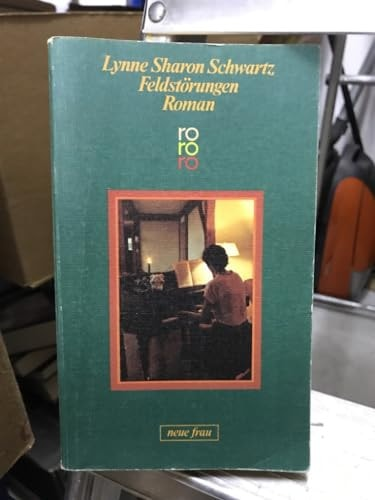 Lynne Sharon Schwartz
Feldstörungen
Roman
ro
ro
ro
neue frau